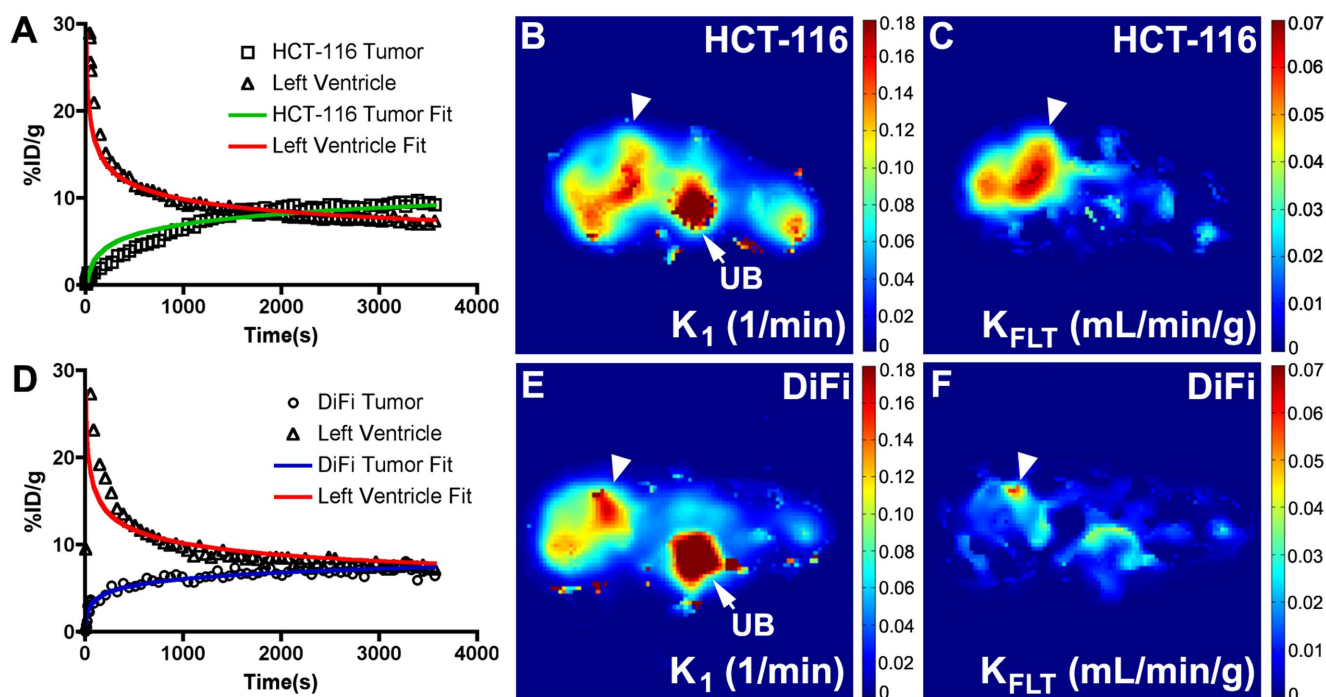 A
%ID/g
30
20
10
0
HCT-116 Tumor
Left Ventricle
HCT-116 Tumor Fit
Left Ventricle Fit
0 1000 2000 3000 4000
Time(s)
B HCT-116
UB
K1 (1/min)
0.18
0.16
0.14
0.12
0.10
0.08
0.06
0.04
0.02
0
C HCT-116
KFLT (mL/min/g)
0.07
0.06
0.05
0.04
0.03
0.02
0.01
0
D
%ID/g
30
20
10
0
DiFi Tumor
Left Ventricle
DiFi Tumor Fit
Left Ventricle Fit
0 1000 2000 3000 4000
Time(s)
E DiFi
UB
K1 (1/min)
0.18
0.16
0.14
0.12
0.10
0.08
0.06
0.04
0.02
0.00
F DiFi
KFLT (mL/min/g)
0.07
0.06
0.05
0.04
0.03
0.02
0.01
0.00